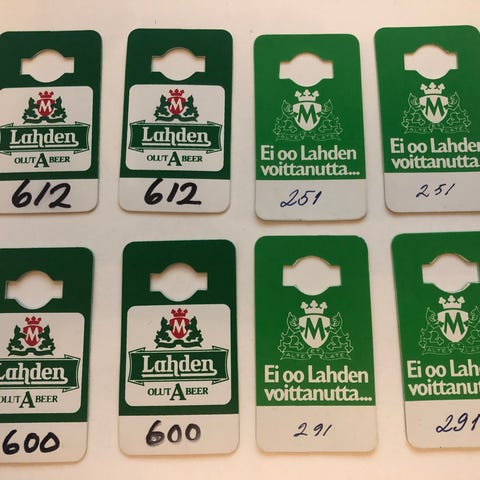 M
Lahden
OLUT A BEER
612
M
Lahden
OLUT A BEER
612
M
Ei oo Lahden
voittanutta...
251
M
Ei oo Lahden
voittanutta...
251
M
Lahden
OLUT A BEER
600
M
Lahden
OLUT A BEER
600
M
Ei oo Lahden
voittanutta...
291
M
Ei oo Lahden
voittanutta
291